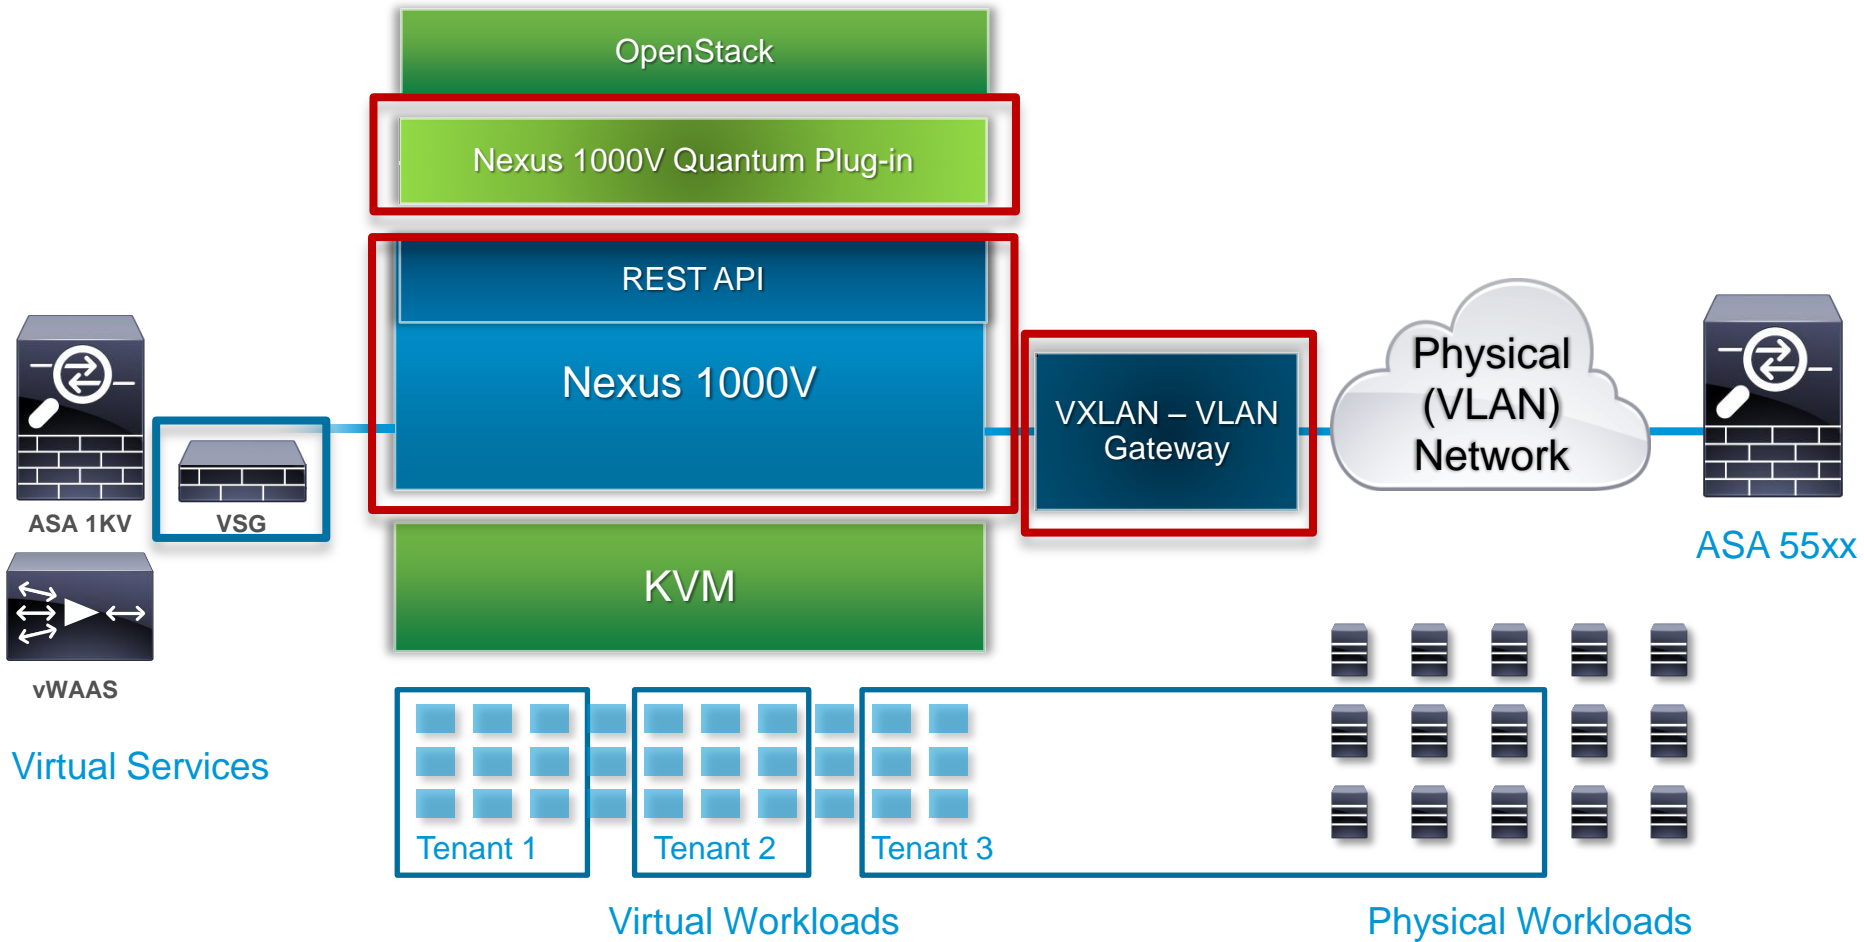 OpenStack
Nexus 1000V Quantum Plug-in
REST API
Nexus 1000V
VXLAN – VLAN
Gateway
Physical
(VLAN)
Network
ASA 1KV
VSG
ASA 55xx
KVM
vWAAS
Virtual Services
Tenant 1
Tenant 2
Tenant 3
Virtual Workloads
Physical Workloads